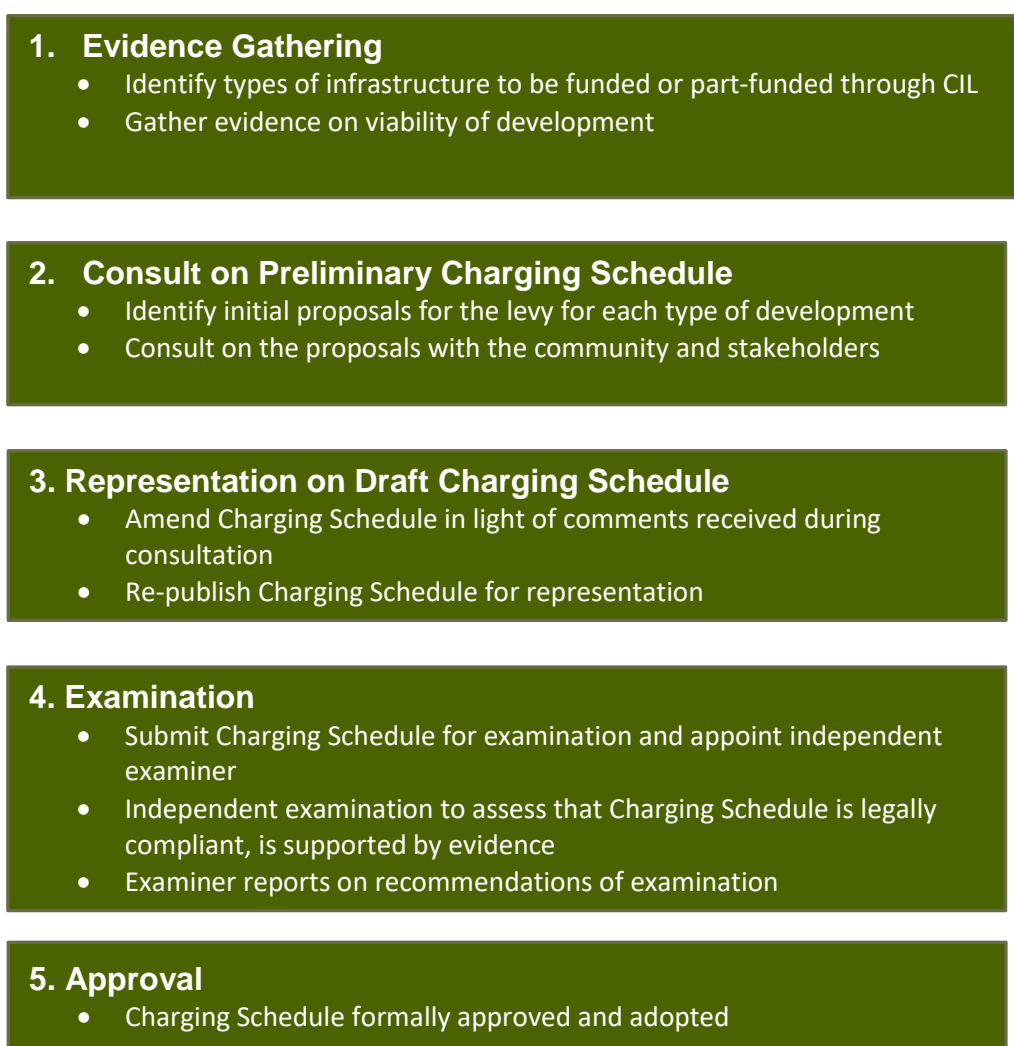 1. Evidence Gathering
• Identify types of infrastructure to be funded or part-funded through CIL
• Gather evidence on viability of development
2. Consult on Preliminary Charging Schedule
• Identify initial proposals for the levy for each type of development
• Consult on the proposals with the community and stakeholders
3. Representation on Draft Charging Schedule
• Amend Charging Schedule in light of comments received during
consultation
• Re-publish Charging Schedule for representation
4. Examination
• Submit Charging Schedule for examination and appoint independent
examiner
• Independent examination to assess that Charging Schedule is legally
compliant, is supported by evidence
• Examiner reports on recommendations of examination
5. Approval
• Charging Schedule formally approved and adopted